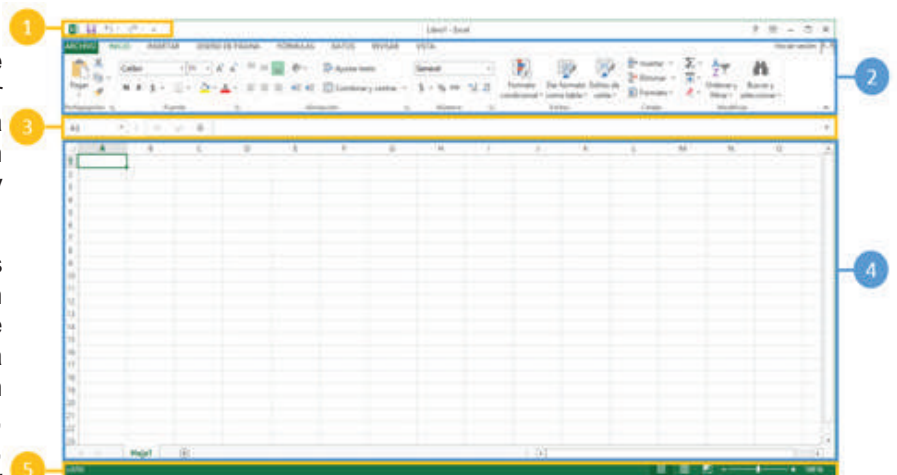 1
Libro1 - Excel
ARCHIVO INICIO INSERTAR DISEÑO DE PÁGINA FÓRMULAS DATOS REVISAR VISTA
Iniciar sesión
2
Calibri
Ajustar texto
General
Pegar
N K S
Combinar y centrar
$ % 000
Formato condicional
Dar formato como tabla
Estilos de celda
Insertar
Eliminar
Formato
Ordenar y filtrar
Buscar y seleccionar
Portapapeles Fuente Alineación Número Estilos Celdas Modificar
3
A1
A B C D E F G H I J K L M N O
1
2
3
4
5
6
7
8
9
10
11
12
13
14
15
16
17
18
19
20
21
22
23
4
Hoja1
5
LISTO
100%